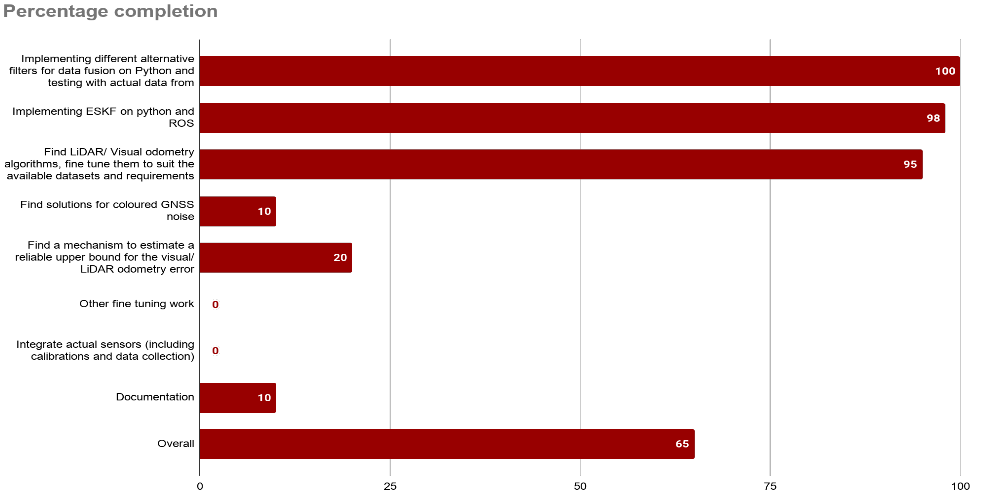 Percentage completion
Implementing different alternative
filters for data fusion on Python and
testing with actual data from
100
Implementing ESKF on python and
ROS
98
Find LiDAR/ Visual odometry
algorithms, fine tune them to suit the
available datasets and requirements
95
Find solutions for coloured GNSS
noise
10
Find a mechanism to estimate a
reliable upper bound for the visual/
LiDAR odometry error
20
Other fine tuning work
0
Integrate actual sensors (including
calibrations and data collection)
0
Documentation
10
Overall
65
0 25 50 75 100